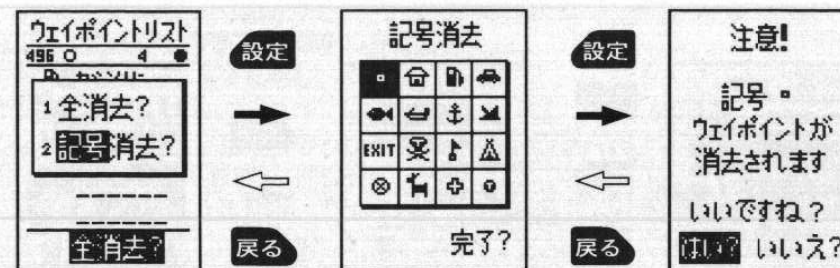 ウェイポイントリスト
496 4
1 全消去?
2 記号消去?
------
------
全消去?
設定
戻る
記号消去
EXIT
完了?
設定
戻る
注意!
記号
ウェイポイントが
消去されます
いいですね?
はい? いいえ?